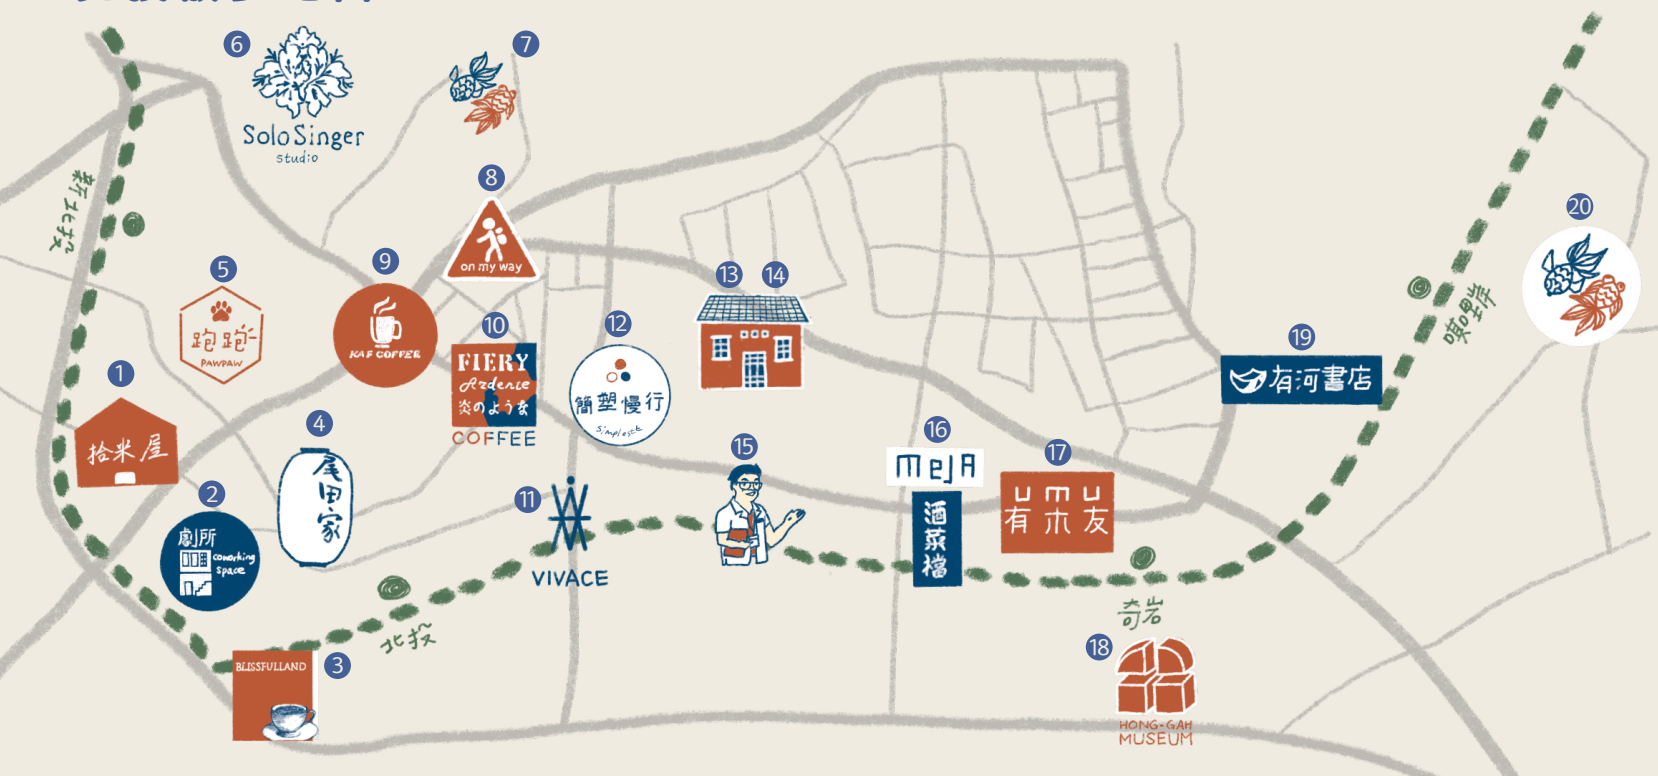 6
SoloSinger
studio
7
新北投
8
on my way
5
跑跑
PAWPAW
9
KAF COFFEE
10
FIERY
Ardence
炎のような
COFFEE
12
簡塑慢行
13
14
20
唭哩岸
19
有河書店
1
拾米屋
4
尾田家
2
劇所
coworking
space
11
VIVACE
15
16
MeJA
酒菜檔
17
有木友
3
BLISSFULLAND
北投
奇岩
18
HONG-GAH
MUSEUM